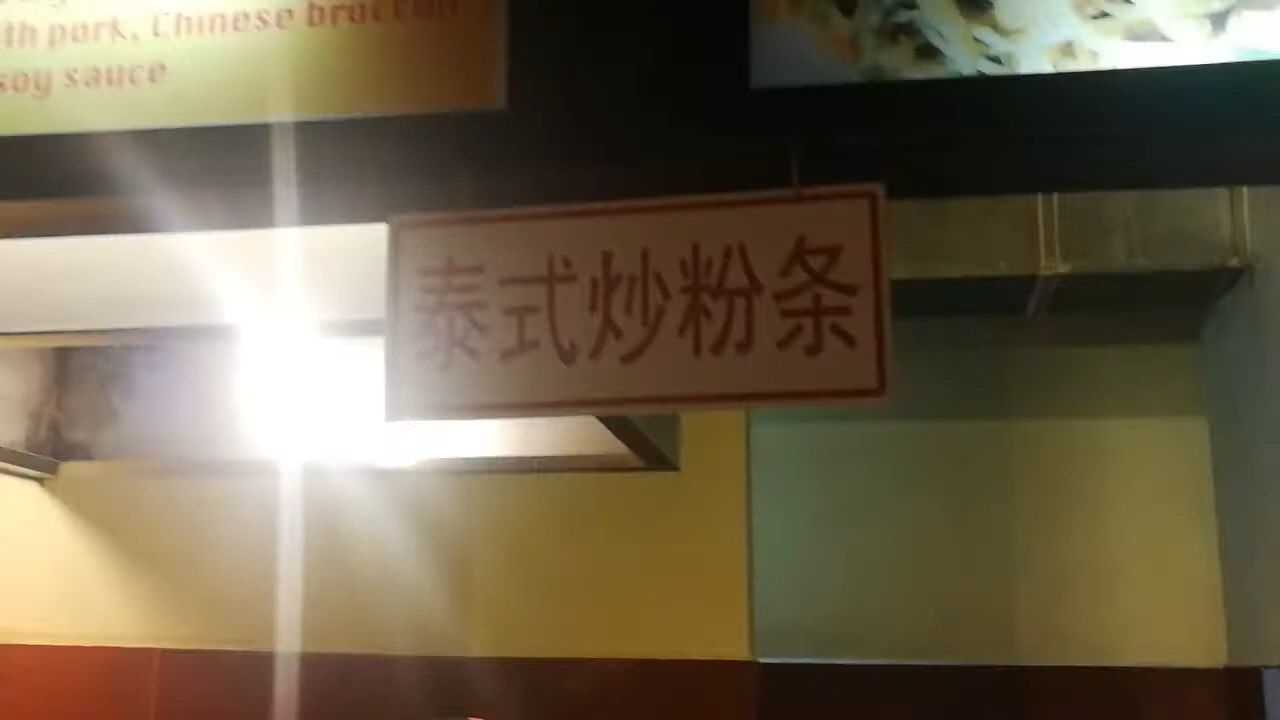 pork, Chinese broccoli
soy sauce
泰式炒粉条